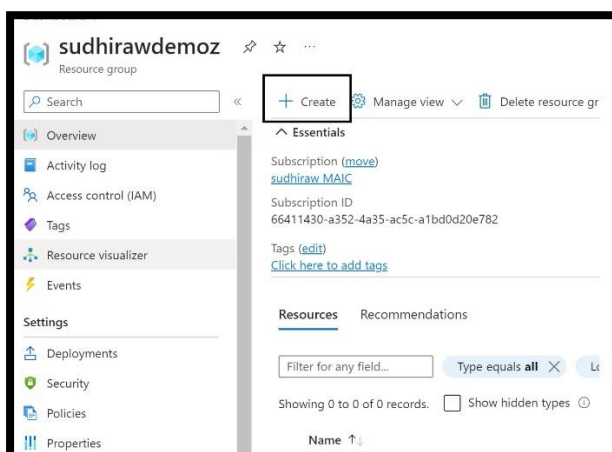 sudhirawdemoz
Resource group
Search
Overview
Activity log
Access control (IAM)
Tags
Resource visualizer
Events
Settings
Deployments
Security
Policies
Properties
Create Manage view Delete resource gr
Essentials
Subscription (move)
sudhiraw MAIC
Subscription ID
66411430-a352-4a35-ac5c-a1bd0d20e782
Tags (edit)
Click here to add tags
Resources Recommendations
Filter for any field... Type equals all Lo
Showing 0 to 0 of 0 records. Show hidden types
Name